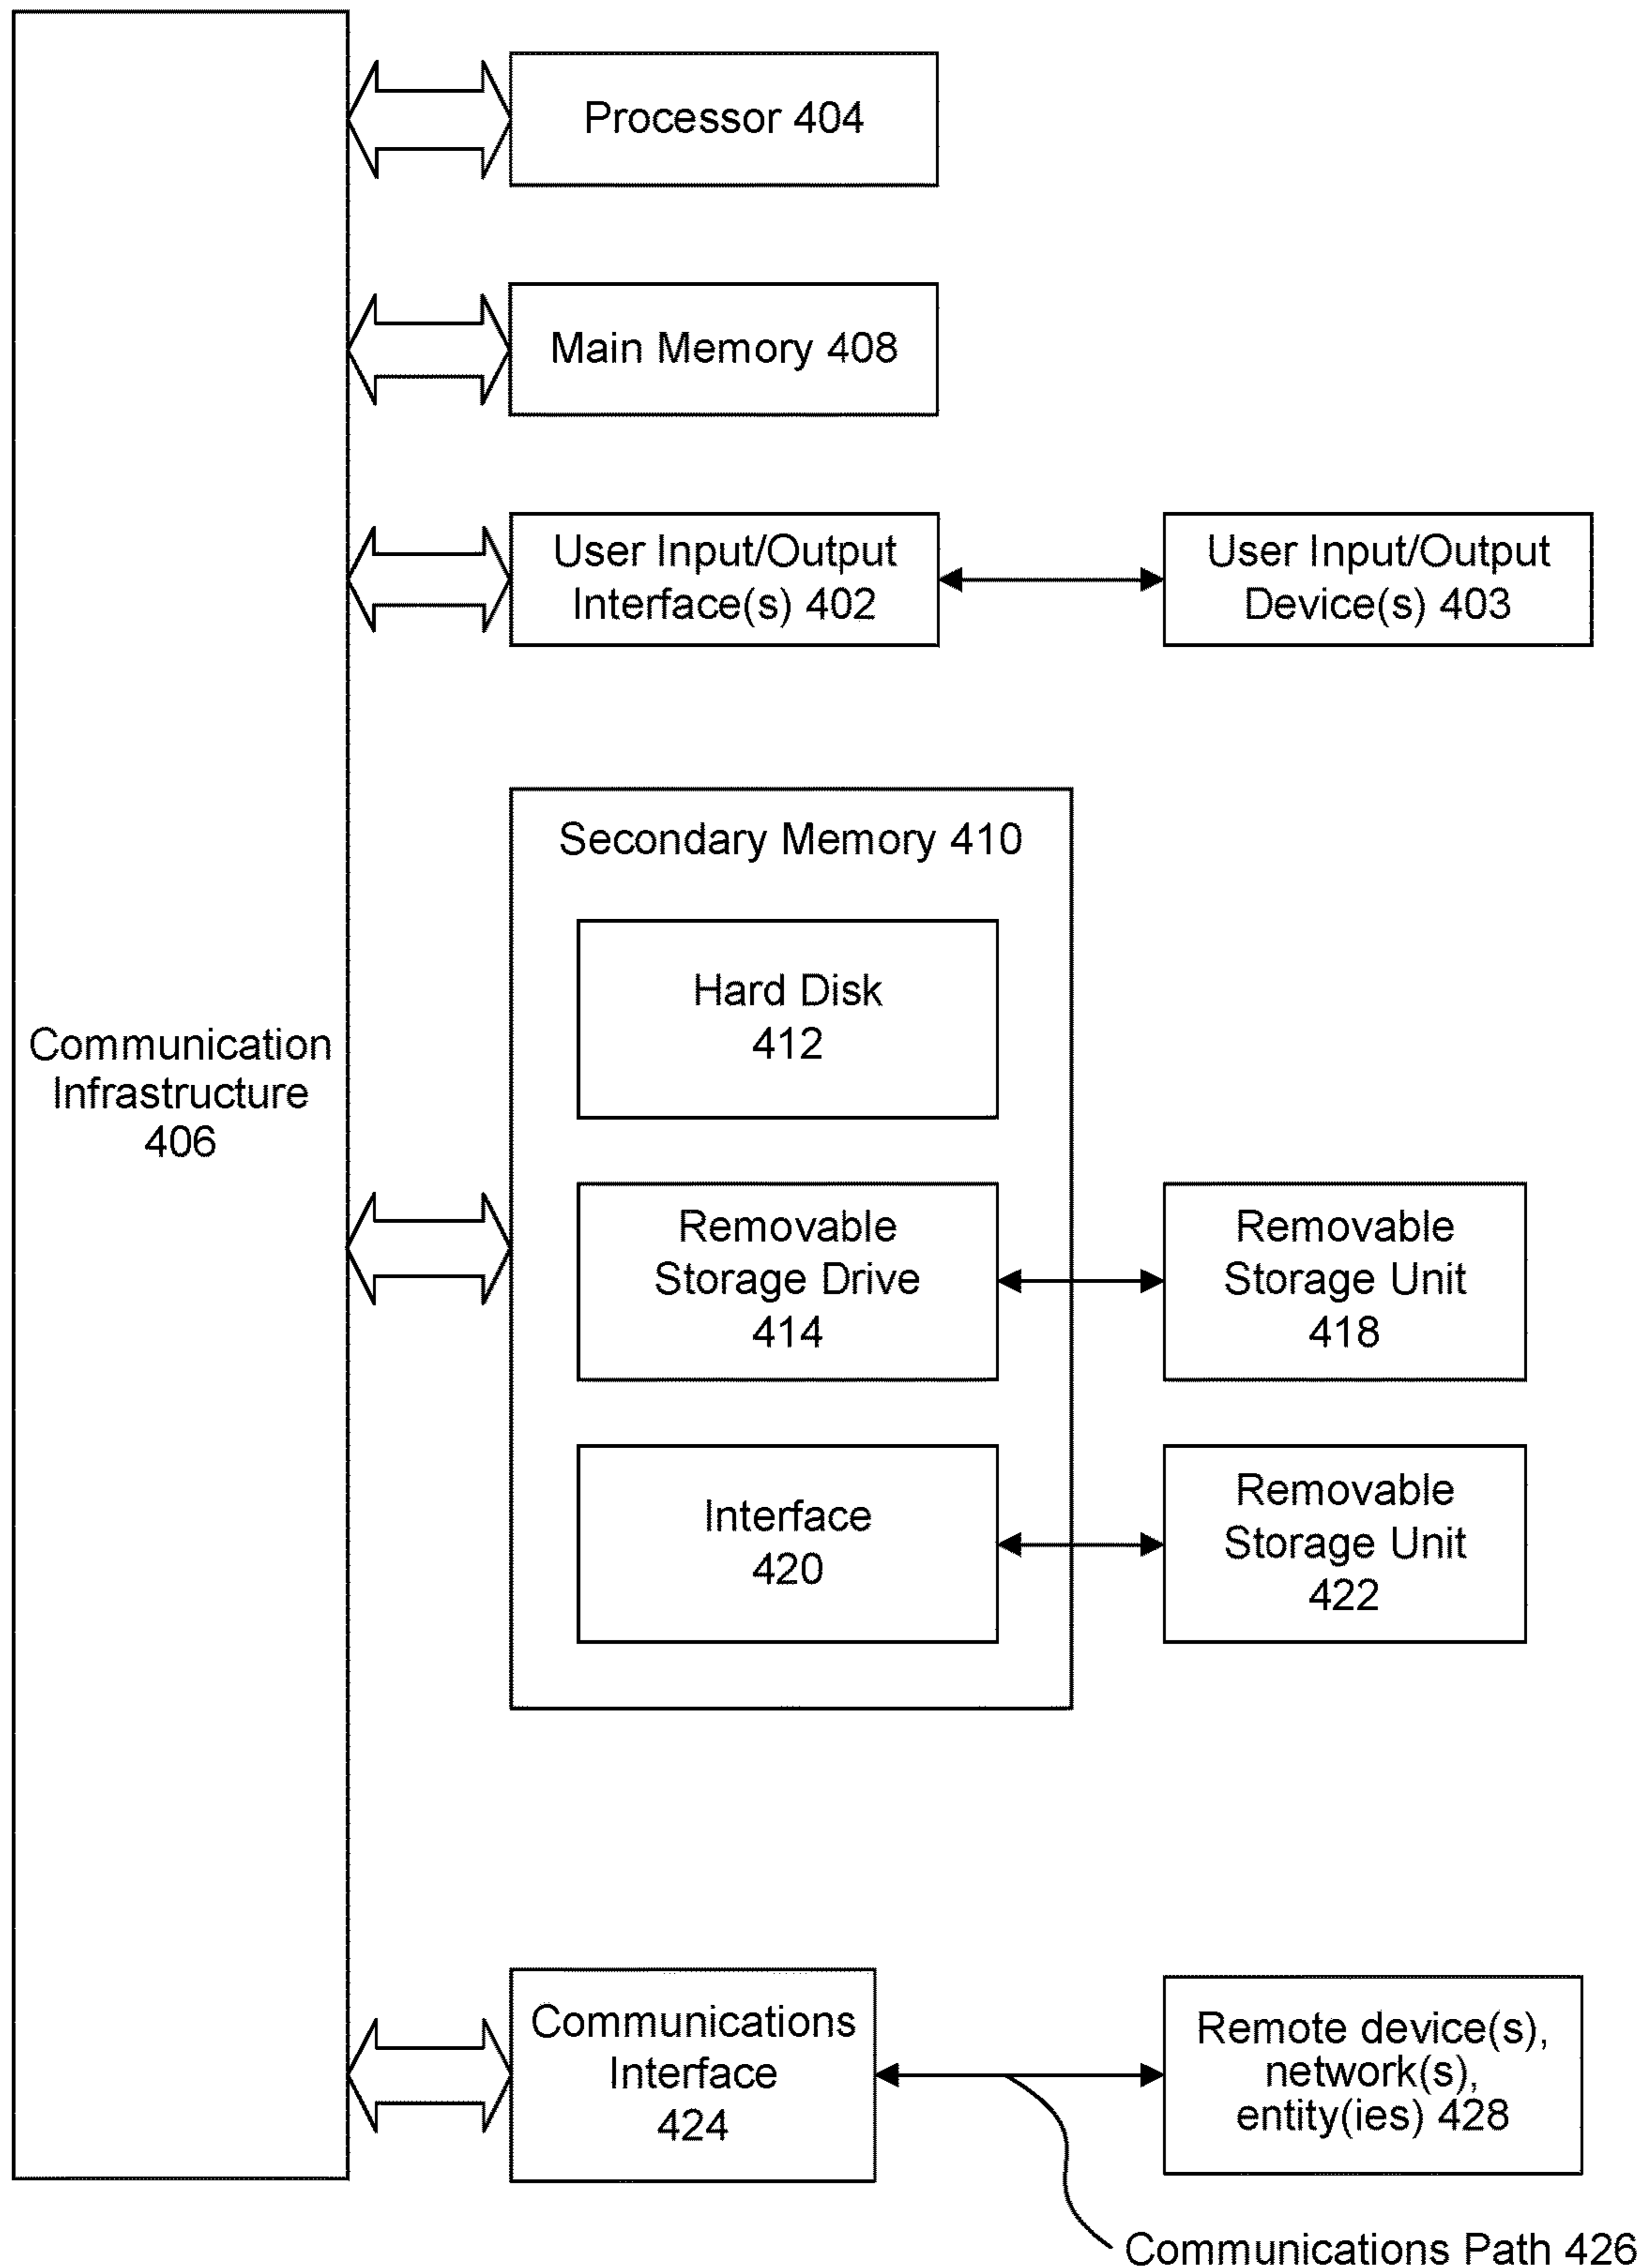 Processor 404
Main Memory 408
User Input/Output
Interface(s) 402
User Input/Output
Device(s) 403
Secondary Memory 410
Hard Disk
412
Communication
Infrastructure
406
Removable
Storage Drive
414
Removable
Storage Unit
418
Interface
420
Removable
Storage Unit
422
Communications
Interface
424
Remote device(s),
network(s),
entity(ies) 428
Communications Path 426